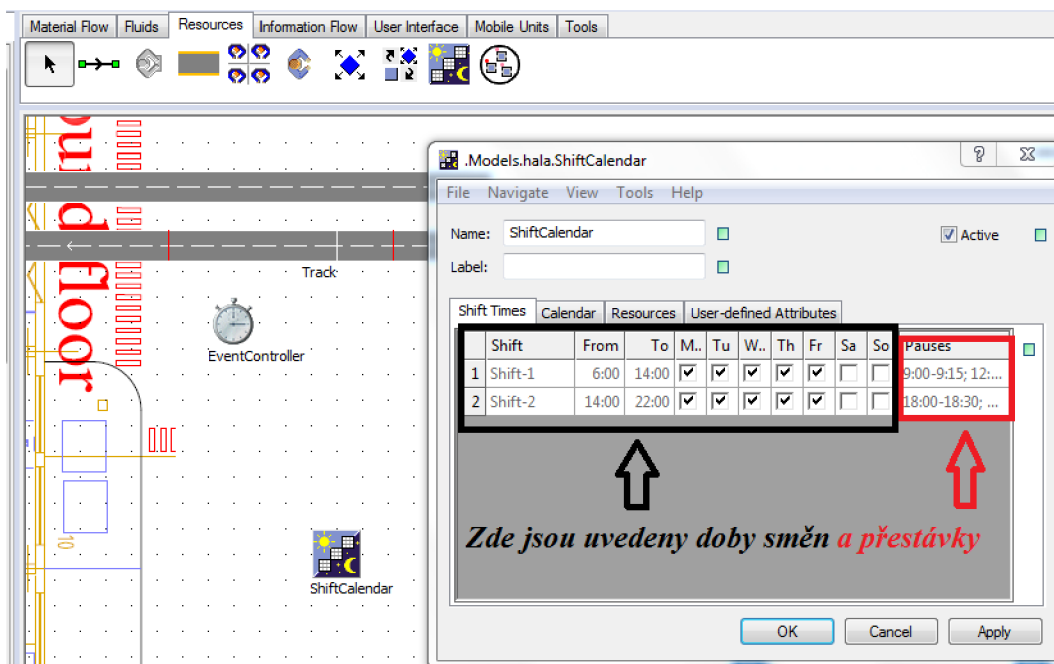 Material Flow Fluids Resources Information Flow User Interface Mobile Units Tools
.Models.hala.ShiftCalendar
File Navigate View Tools Help
Name: ShiftCalendar Active
Label:
Shift Times Calendar Resources User-defined Attributes
Shift From To M.. Tu W.. Th Fr Sa So Pauses
1 Shift-1 6:00 14:00 9:00-9:15; 12:...
2 Shift-2 14:00 22:00 18:00-18:30; ...
Zde jsou uvedeny doby směn a přestávky
OK Cancel Apply
Track
EventController
ShiftCalendar
floor
10